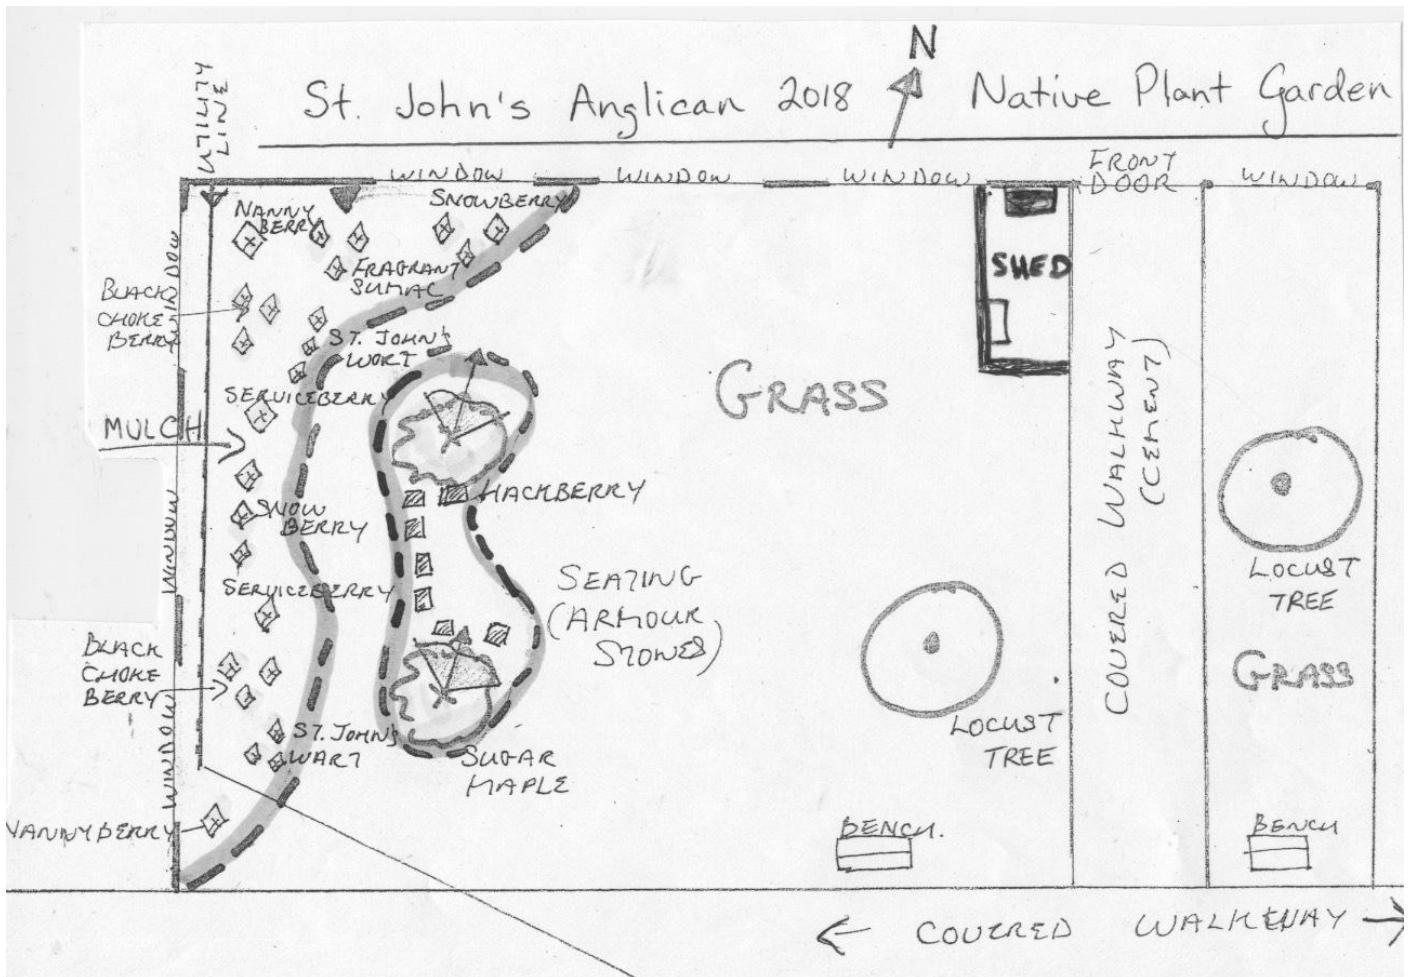 N
St. John's Anglican 2018 Native Plant Garden
UTILITY
LINE
WINDOW
WINDOW
WINDOW
FRONT
DOOR
WINDOW
NANNY
BERRY
SNOWBERRY
WINDOW
FRAGRANT
SUMAC
SHED
BLACK
CHOKE
BERRY
ST. JOHN'S
WORT
SERVICEBERRY
GRASS
MULCH
COVERED WALKWAY
(CEMENT)
HACKBERRY
SNOW
BERRY
WINDOW
SEATING
(ARMOUR
STONES)
LOCUST
TREE
SERVICEBERRY
BLACK
CHOKE
BERRY
GRASS
ST. JOHN'S
WART
WINDOW
SUGAR
MAPLE
LOCUST
TREE
NANNYBERRY
BENCH.
BENCH
COVERED WALKEWAY